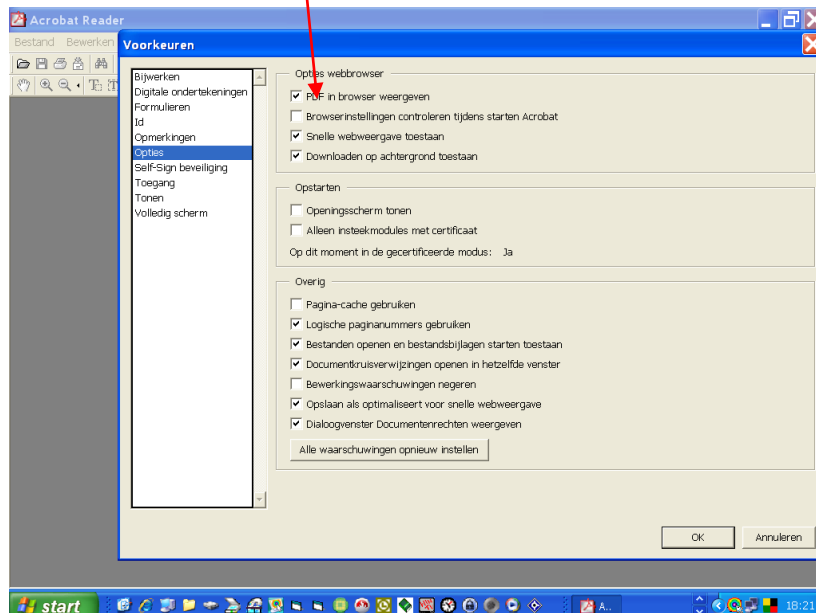 Acrobat Reader
Bestand Bewerken
Voorkeuren
Bijwerken
Digitale ondertekeningen
Formulieren
Id
Opmerkingen
Opties
Self-Sign beveiliging
Toegang
Tonen
Volledig scherm
Opties webbrowser
PDF in browser weergeven
Browserinstellingen controleren tijdens starten Acrobat
Snelle webweergave toestaan
Downloaden op achtergrond toestaan
Opstarten
Openingsscherm tonen
Alleen insteekmodules met certificaat
Op dit moment in de gecertificeerde modus: Ja
Overig
Pagina-cache gebruiken
Logische paginanummers gebruiken
Bestanden openen en bestandsbijlagen starten toestaan
Documentkruisverwijzingen openen in hetzelfde venster
Bewerkingswaarschuwingen negeren
Opslaan als optimaliseert voor snelle webweergave
Dialoogvenster Documentenrechten weergeven
Alle waarschuwingen opnieuw instellen
OK Annuleren
start A.. 18:21